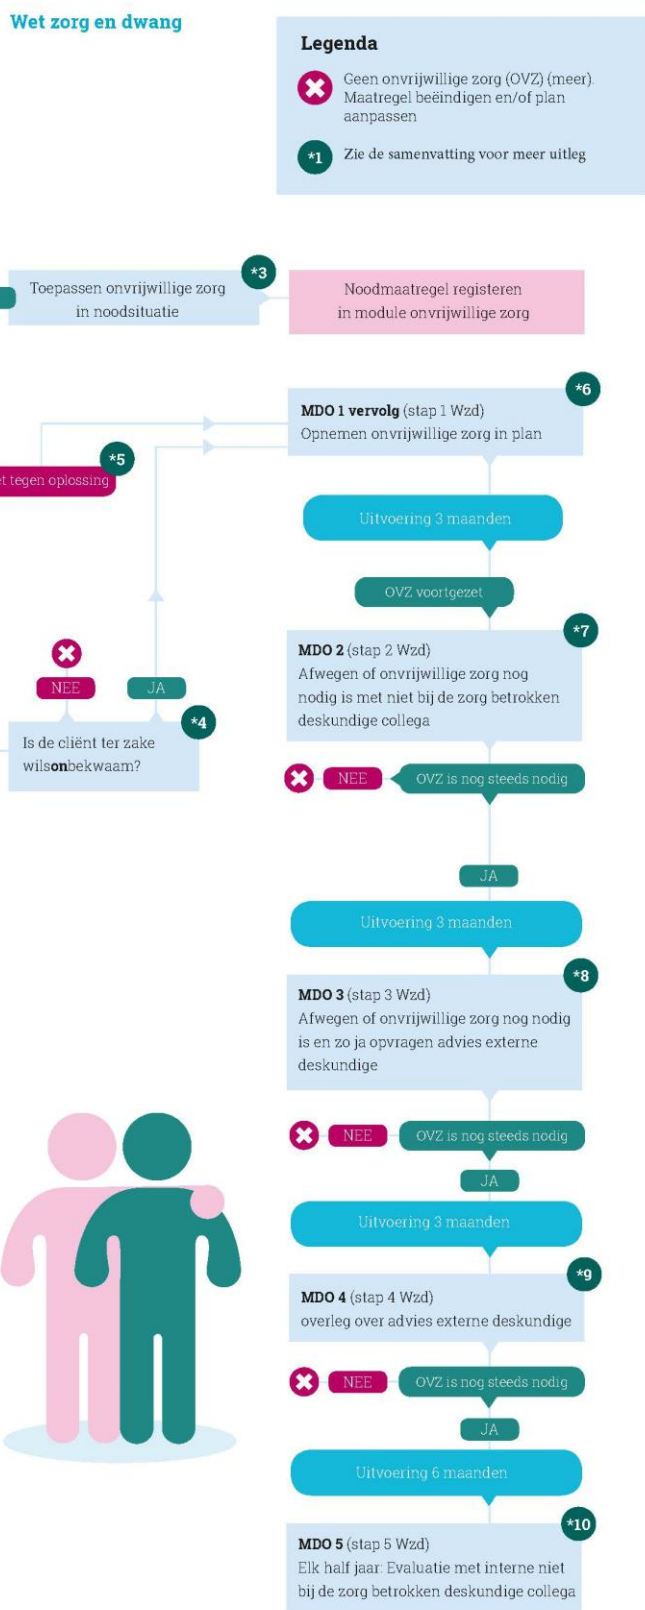 Wet zorg en dwang
Legenda
Geen onvrijwillige zorg (OVZ) (meer).
Maatregel beëindigen en/of plan
aanpassen
*1 Zie de samenvatting voor meer uitleg
*3
Toepassen onvrijwillige zorg
in noodsituatie
Noodmaatregel registeren
in module onvrijwillige zorg
*6
MDO 1 vervolg (stap 1 Wzd)
Opnemen onvrijwillige zorg in plan
*5
tegen oplossing
Uitvoering 3 maanden
OVZ voortgezet
*7
MDO 2 (stap 2 Wzd)
Afwegen of onvrijwillige zorg nog
nodig is met niet bij de zorg betrokken
deskundige collega
NEE
JA
*4
Is de cliënt ter zake
wilsonbekwaam?
NEE
OVZ is nog steeds nodig
JA
Uitvoering 3 maanden
*8
MDO 3 (stap 3 Wzd)
Afwegen of onvrijwillige zorg nog nodig
is en zo ja opvragen advies externe
deskundige
NEE
OVZ is nog steeds nodig
JA
Uitvoering 3 maanden
*9
MDO 4 (stap 4 Wzd)
overleg over advies externe deskundige
NEE
OVZ is nog steeds nodig
JA
Uitvoering 6 maanden
*10
MDO 5 (stap 5 Wzd)
Elk half jaar: Evaluatie met interne niet
bij de zorg betrokken deskundige collega